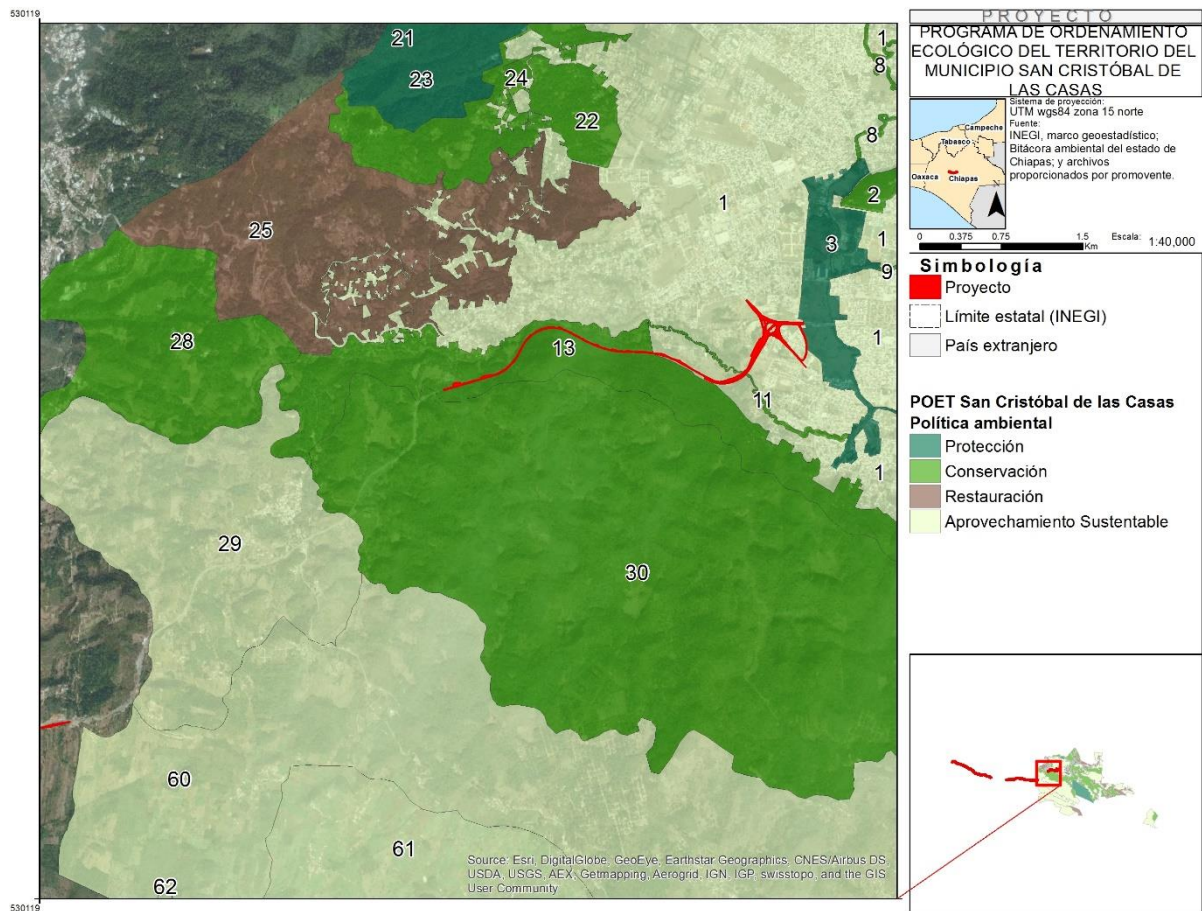 530119
530119
21
23
24
22
1
8
8
2
3
1
9
1
25
1
28
13
11
1
29
30
60
61
62
Source: Esri, DigitalGlobe, GeoEye, Earthstar Geographics, CNES/Airbus DS,
USDA, USGS, AEX, Getmapping, Aerogrid, IGN, IGP, swisstopo, and the GIS
User Community
PROYECTO
PROGRAMA DE ORDENAMIENTO
ECOLÓGICO DEL TERRITORIO DEL
MUNICIPIO SAN CRISTÓBAL DE
LAS CASAS
Campeche
Tabasco
Oaxaca
Chiapas
N
Sistema de proyección:
UTM wgs84 zona 15 norte
Fuente:
INEGI, marco geoestadístico;
Bitácora ambiental del estado de
Chiapas; y archivos
proporcionados por promovente.
0 0.375 0.75 1.5
Km
Escala: 1:40,000
Simbología
Proyecto
Límite estatal (INEGI)
País extranjero
POET San Cristóbal de las Casas
Política ambiental
Protección
Conservación
Restauración
Aprovechamiento Sustentable